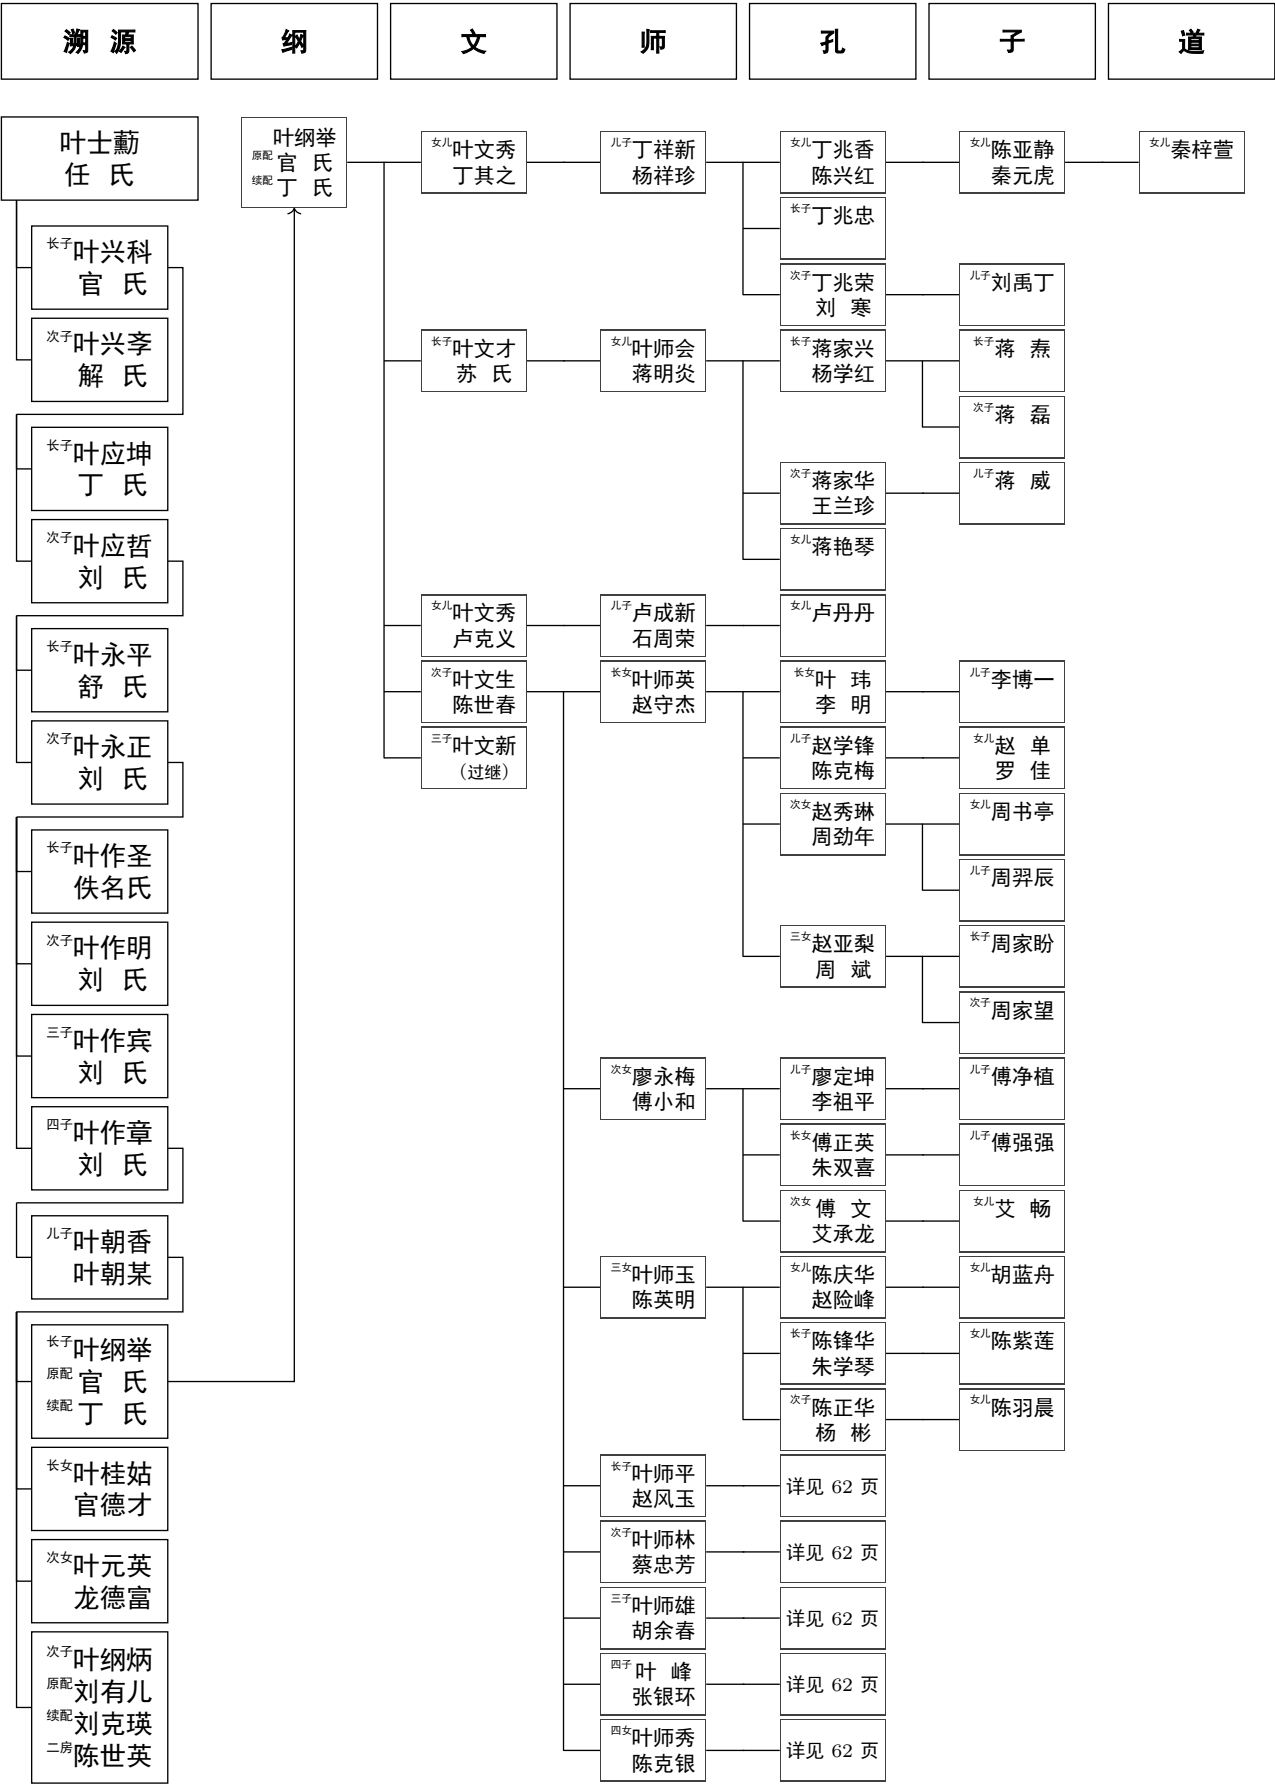 溯 源
纲
文
师
孔
子
道
叶士勳
任 氏
长子叶兴科
官 氏
次子叶兴孝
解 氏
长子叶应坤
丁 氏
次子叶应哲
刘 氏
长子叶永平
舒 氏
次子叶永正
刘 氏
长子叶作圣
佚名氏
次子叶作明
刘 氏
三子叶作宾
刘 氏
四子叶作章
刘 氏
儿子叶朝香
叶朝某
长子叶纲举
原配官 氏
续配丁 氏
长女叶桂姑
官德才
次女叶元英
龙德富
次子叶纲炳
原配刘有儿
续配刘克瑛
二房陈世英
叶纲举
原配官 氏
续配丁 氏
女儿叶文秀
丁其之
儿子丁祥新
杨祥珍
女儿丁兆香
陈兴红
女儿陈亚静
秦元虎
女儿秦梓萱
长子丁兆忠
次子丁兆荣
刘 寒
儿子刘禹丁
长子叶文才
苏 氏
女儿叶师会
蒋明炎
长子蒋家兴
杨学红
长子蒋 焘
次子蒋 磊
次子蒋家华
王兰珍
儿子蒋 威
女儿蒋艳琴
女儿叶文秀
卢克义
儿子卢成新
石周荣
女儿卢丹丹
次子叶文生
陈世春
长女叶师英
赵守杰
长女叶 玮
李 明
儿子李博一
三子叶文新
（过继）
儿子赵学锋
陈克梅
女儿赵 单
罗 佳
次女赵秀琳
周劲年
女儿周书亭
儿子周羿辰
三女赵亚梨
周 斌
长子周家盼
次子周家望
次女廖永梅
傅小和
儿子廖定坤
李祖平
儿子傅净植
长女傅正英
朱双喜
儿子傅强强
次女傅 文
艾承龙
女儿艾 畅
三女叶师玉
陈英明
女儿陈庆华
赵险峰
女儿胡蓝舟
长子陈锋华
朱学琴
女儿陈紫莲
次子陈正华
杨 彬
女儿陈羽晨
长子叶师平
赵风玉
详见 62 页
次子叶师林
蔡忠芳
详见 62 页
三子叶师雄
胡余春
详见 62 页
四子叶 峰
张银环
详见 62 页
四女叶师秀
陈克银
详见 62 页